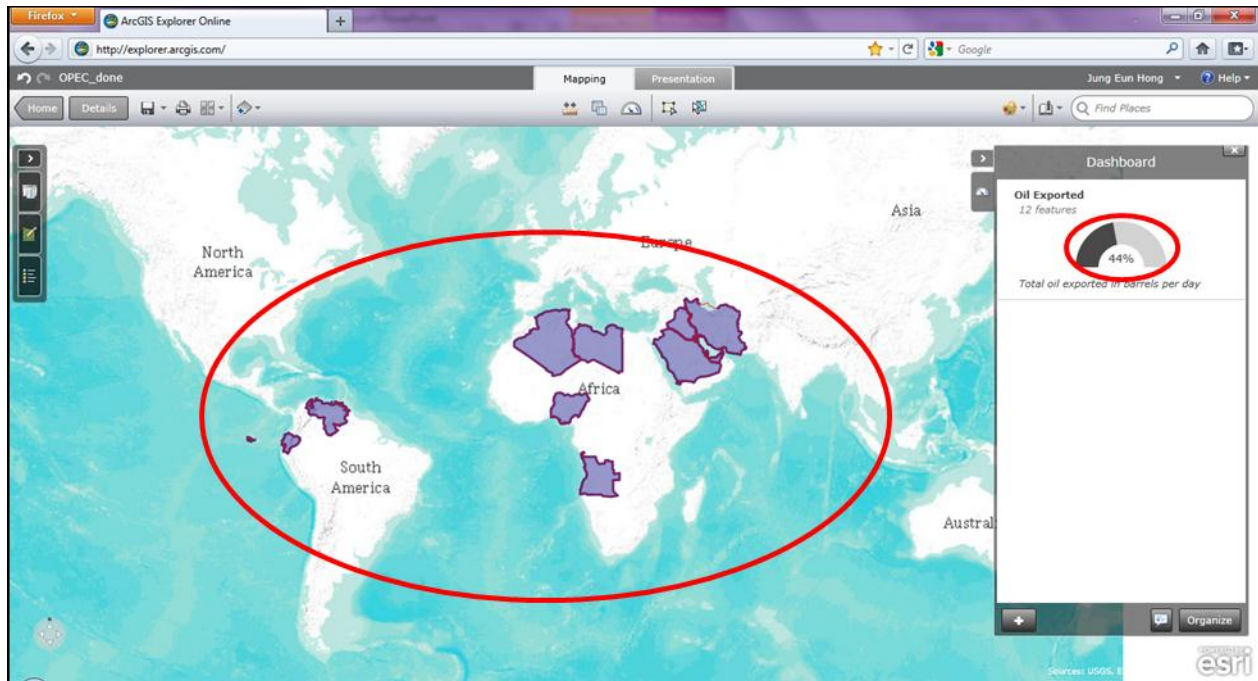 Firefox
ArcGIS Explorer Online
http://explorer.arcgis.com/
Google
OPEC_done
Mapping
Presentation
Jung Eun Hong
Help
Home
Details
Find Places
Dashboard
Oil Exported
12 features
44%
Total oil exported in barrels per day
Asia
North
America
Europe
Africa
South
America
Austral
Organize
Sources: USGS,
esri